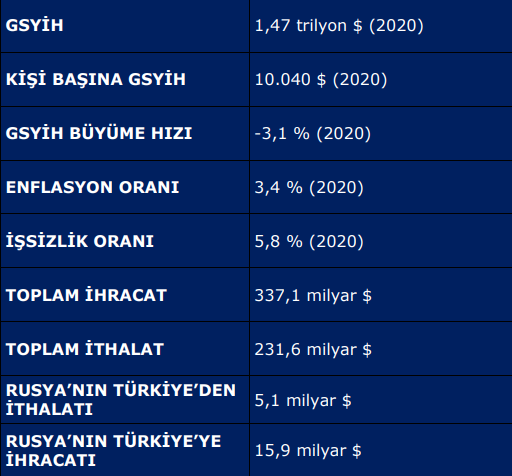 GSYİH 1,47 trilyon $ (2020)
KİŞİ BAŞINA GSYİH 10.040 $ (2020)
GSYİH BÜYÜME HIZI -3,1 % (2020)
ENFLASYON ORANI 3,4 % (2020)
İŞSİZLİK ORANI 5,8 % (2020)
TOPLAM İHRACAT 337,1 milyar $
TOPLAM İTHALAT 231,6 milyar $
RUSYA’NIN TÜRKİYE’DEN
İTHALATI 5,1 milyar $
RUSYA’NIN TÜRKİYE’YE
İHRACATI 15,9 milyar $